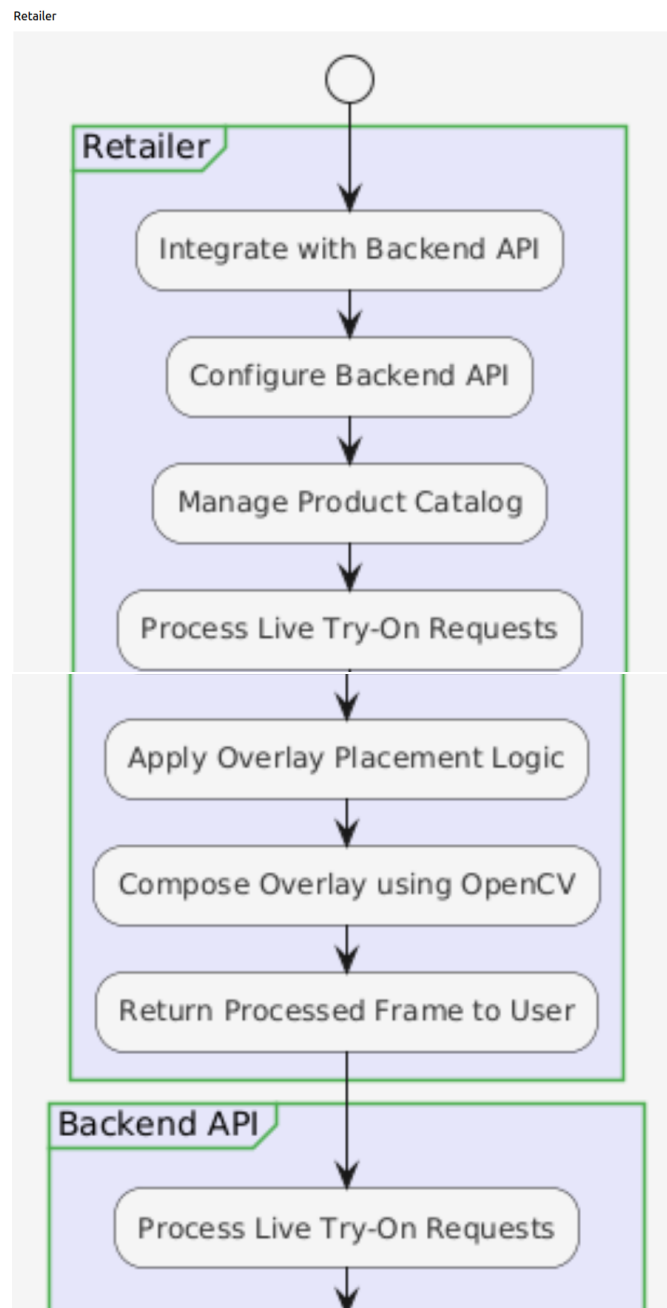 Retailer
Retailer
Integrate with Backend API
Configure Backend API
Manage Product Catalog
Process Live Try-On Requests
Apply Overlay Placement Logic
Compose Overlay using OpenCV
Return Processed Frame to User
Backend API
Process Live Try-On Requests